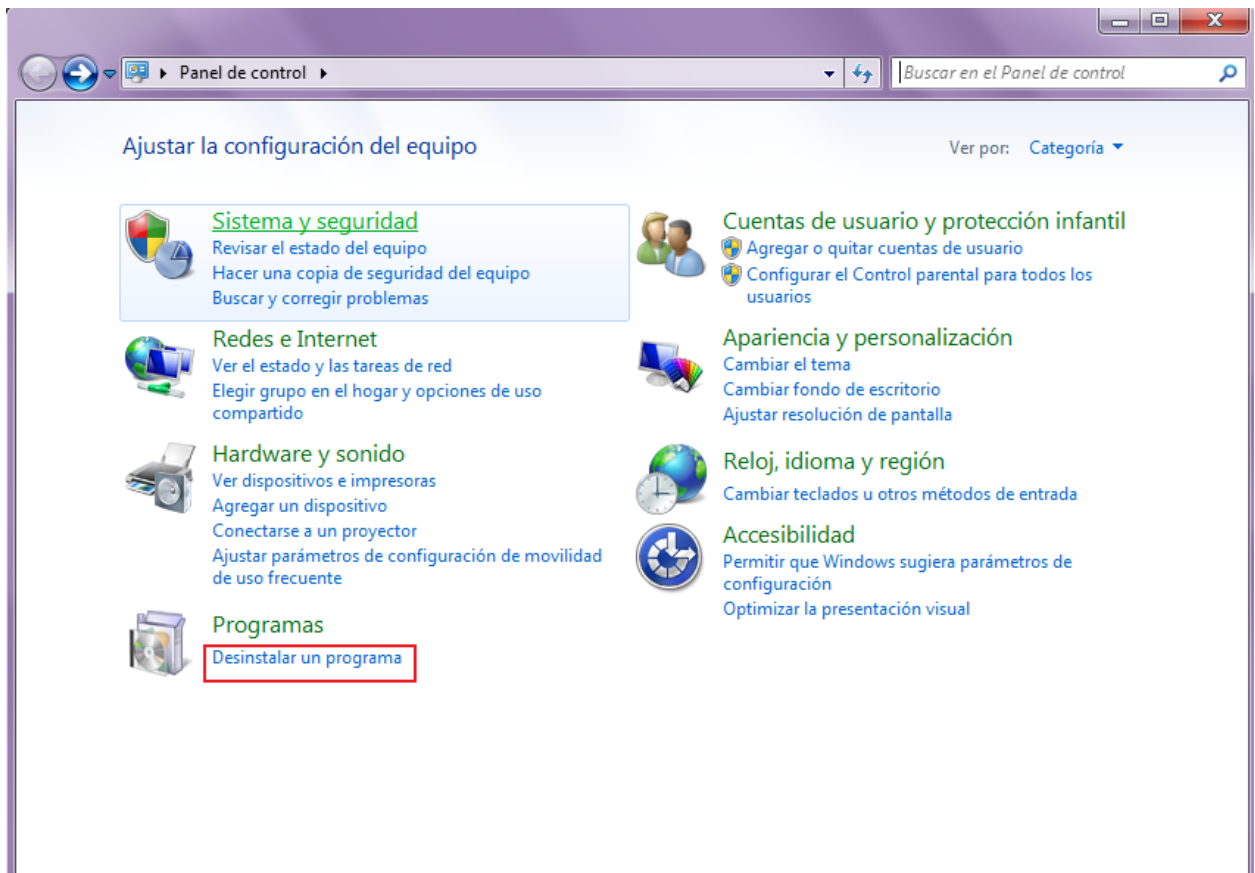 Panel de control
Buscar en el Panel de control
Ajustar la configuración del equipo
Ver por: Categoría
Sistema y seguridad
Revisar el estado del equipo
Hacer una copia de seguridad del equipo
Buscar y corregir problemas
Redes e Internet
Ver el estado y las tareas de red
Elegir grupo en el hogar y opciones de uso
compartido
Hardware y sonido
Ver dispositivos e impresoras
Agregar un dispositivo
Conectarse a un proyector
Ajustar parámetros de configuración de movilidad
de uso frecuente
Programas
Desinstalar un programa
Cuentas de usuario y protección infantil
Agregar o quitar cuentas de usuario
Configurar el Control parental para todos los
usuarios
Apariencia y personalización
Cambiar el tema
Cambiar fondo de escritorio
Ajustar resolución de pantalla
Reloj, idioma y región
Cambiar teclados u otros métodos de entrada
Accesibilidad
Permitir que Windows sugiera parámetros de
configuración
Optimizar la presentación visual